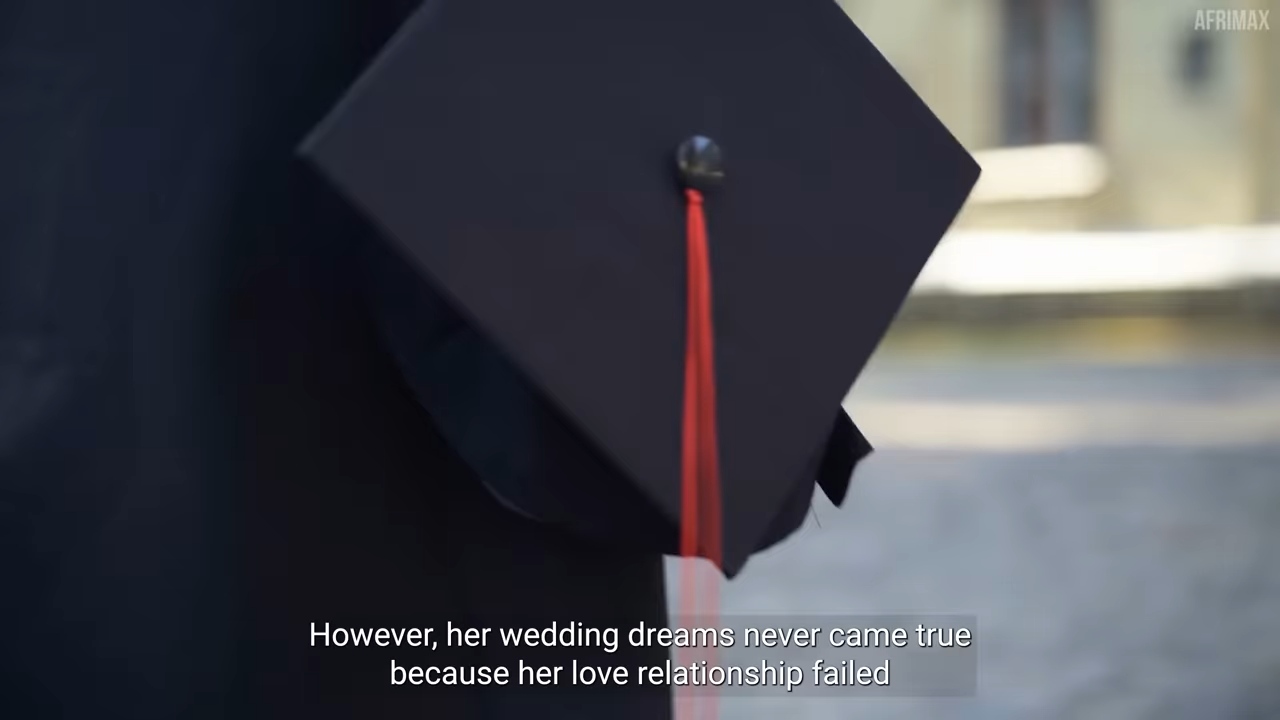 AFRIMAX
However, her wedding dreams never came true
because her love relationship failed